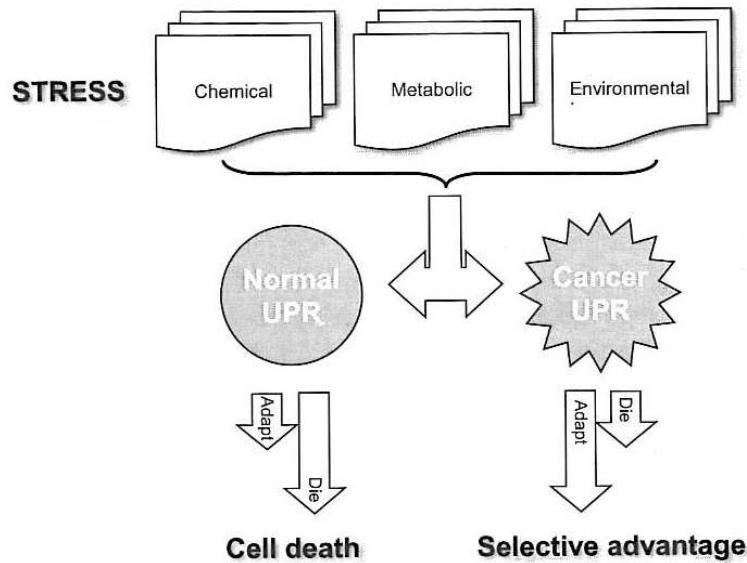 STRESS
Chemical
Metabolic
Environmental
Normal
UPR
Cancer
UPR
Adapt
Die
Adapt
Die
Cell death
Selective advantage